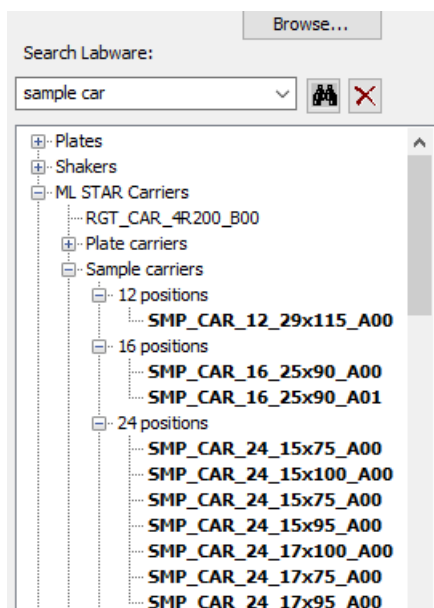 Browse...
Search Labware:
sample car
Plates
Shakers
ML STAR Carriers
RGT_CAR_4R200_B00
Plate carriers
Sample carriers
12 positions
SMP_CAR_12_29x115_A00
16 positions
SMP_CAR_16_25x90_A00
SMP_CAR_16_25x90_A01
24 positions
SMP_CAR_24_15x75_A00
SMP_CAR_24_15x100_A00
SMP_CAR_24_15x75_A00
SMP_CAR_24_15x95_A00
SMP_CAR_24_17x100_A00
SMP_CAR_24_17x75_A00
SMP_CAR_24_17x95_A00